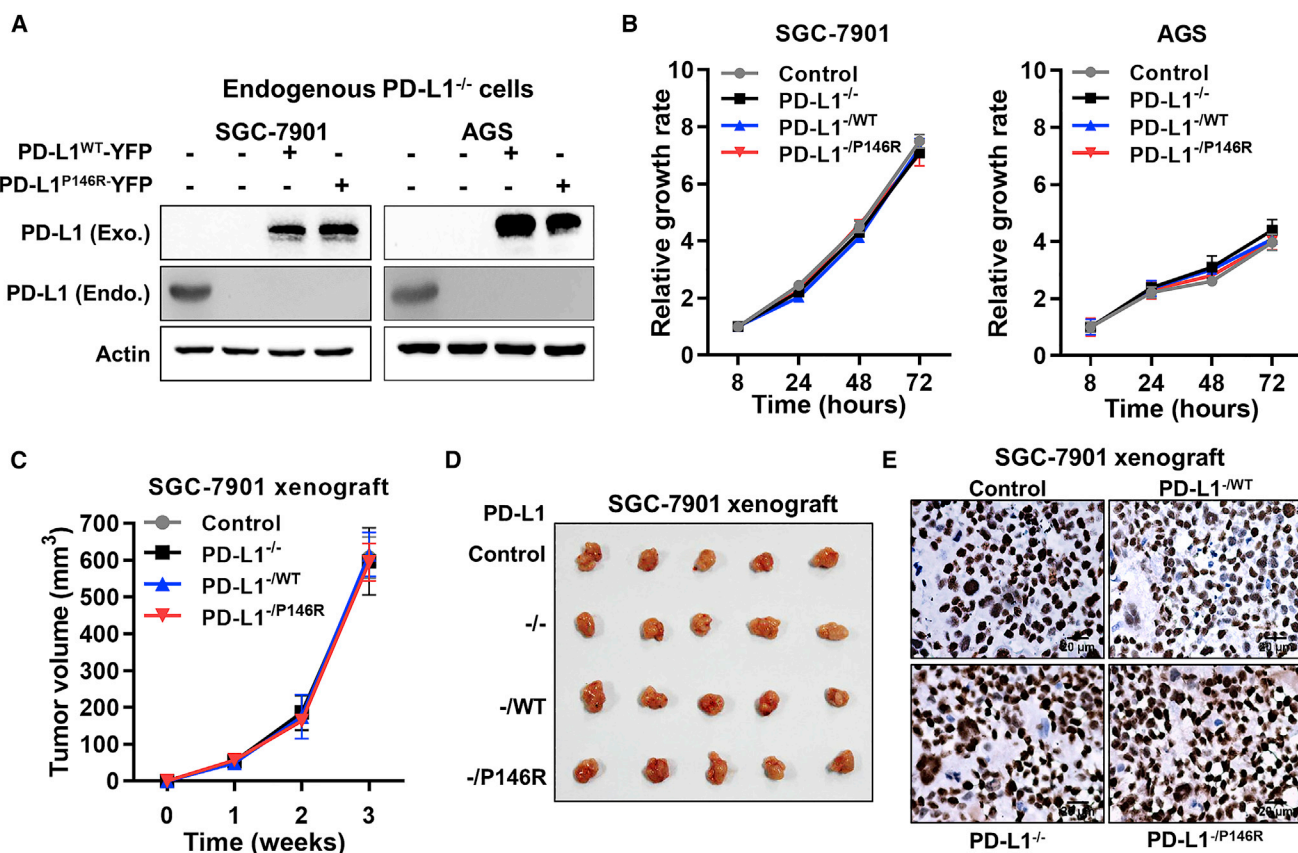 A
Endogenous PD-L1-/- cells
SGC-7901 AGS
PD-L1WT-YFP - - + - - - + -
PD-L1P146R-YFP - - - + - - - +
PD-L1 (Exo.)
PD-L1 (Endo.)
Actin
B
SGC-7901
Relative growth rate
10
8
6
4
2
0
Control
PD-L1-/-
PD-L1-/WT
PD-L1-/P146R
8 24 48 72
Time (hours)
AGS
Relative growth rate
10
8
6
4
2
0
Control
PD-L1-/-
PD-L1-/WT
PD-L1-/P146R
8 24 48 72
Time (hours)
C
SGC-7901 xenograft
Tumor volume (mm3)
700
600
500
400
300
200
100
0
Control
PD-L1-/-
PD-L1-/WT
PD-L1-/P146R
0 1 2 3
Time (weeks)
D
SGC-7901 xenograft
PD-L1
Control
-/-
-/WT
-/P146R
E
SGC-7901 xenograft
Control PD-L1-/WT
20 µm 20 µm
20 µm 20 µm
PD-L1-/- PD-L1-/P146R